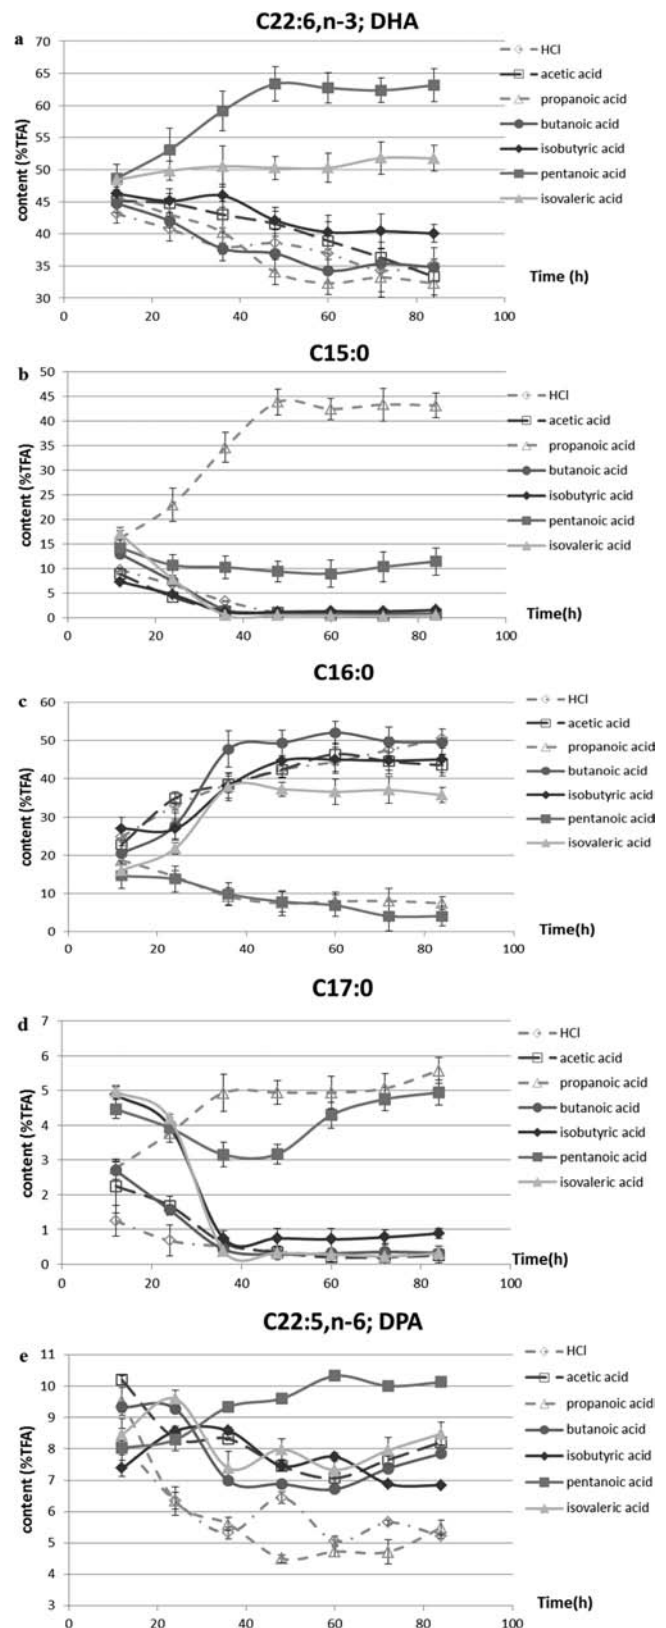 C22:6,n-3; DHA
a
content (%TFA)
70
65
60
55
50
45
40
35
30
0 20 40 60 80 100
Time (h)
HCl
acetic acid
propanoic acid
butanoic acid
isobutyric acid
pentanoic acid
isovaleric acid
C15:0
b
content (%TFA)
50
45
40
35
30
25
20
15
10
5
0
0 20 40 60 80 100
Time(h)
HCl
acetic acid
propanoic acid
butanoic acid
isobutyric acid
pentanoic acid
isovaleric acid
C16:0
c
content (%TFA)
60
50
40
30
20
10
0
0 20 40 60 80 100
Time(h)
HCl
acetic acid
propanoic acid
butanoic acid
isobutyric acid
pentanoic acid
isovaleric acid
C17:0
d
content (%TFA)
7
6
5
4
3
2
1
0
0 20 40 60 80 100
Time(h)
HCl
acetic acid
propanoic acid
butanoic acid
isobutyric acid
pentanoic acid
isovaleric acid
C22:5,n-6; DPA
e
content (%TFA)
11
10
9
8
7
6
5
4
3
0 20 40 60 80 100
Time(h)
HCl
acetic acid
propanoic acid
butanoic acid
isobutyric acid
pentanoic acid
isovaleric acid